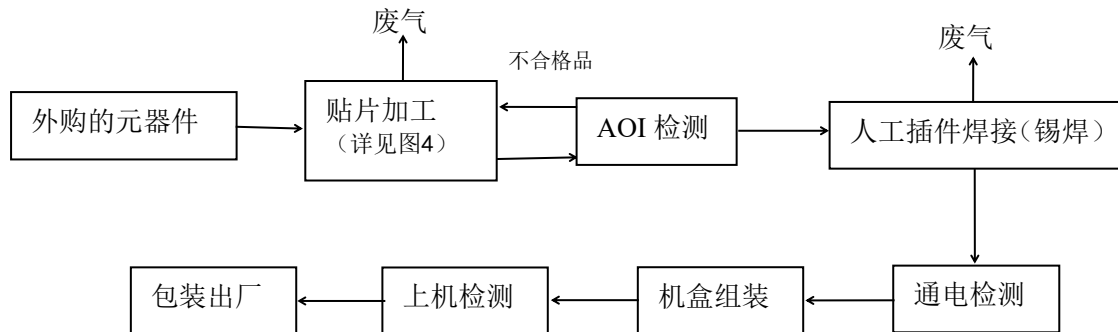 废气
废气
不合格品
外购的元器件
贴片加工
（详见图4）
AOI 检测
人工插件焊接（锡焊）
包装出厂
上机检测
机盒组装
通电检测